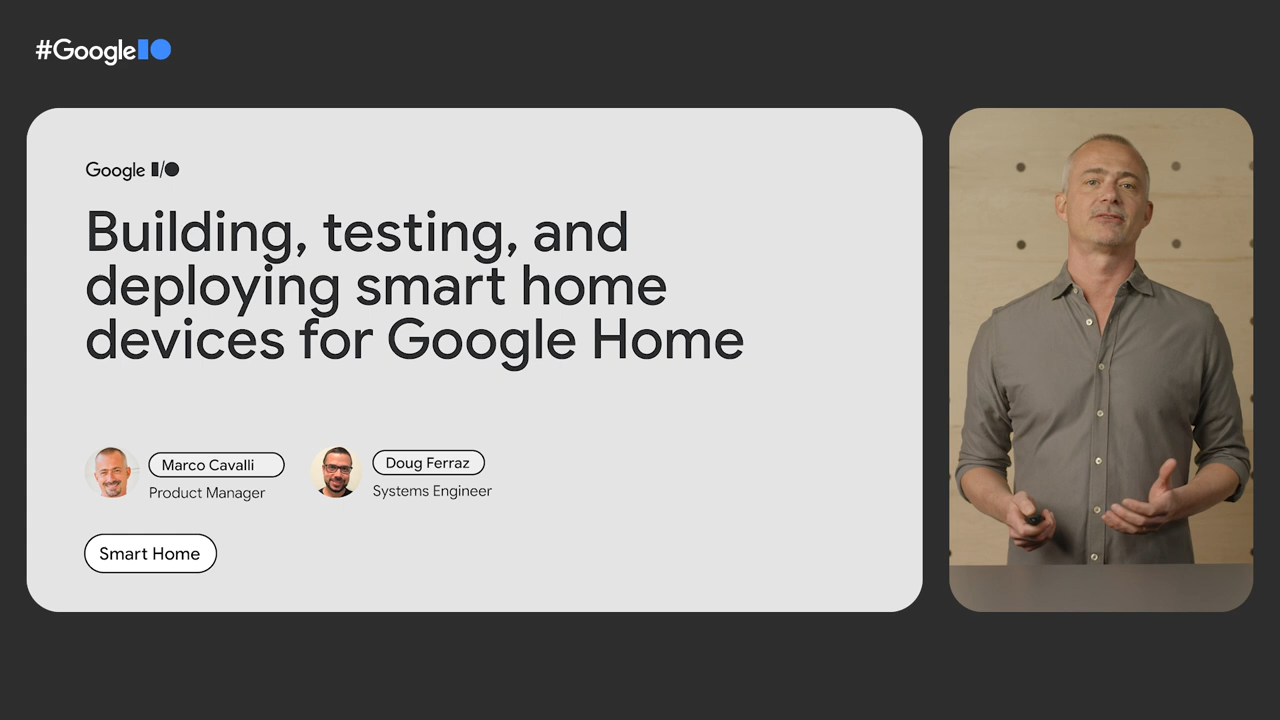 #GoogleIO
Google I/O
Building, testing, and
deploying smart home
devices for Google Home
Marco Cavalli
Product Manager
Doug Ferraz
Systems Engineer
Smart Home